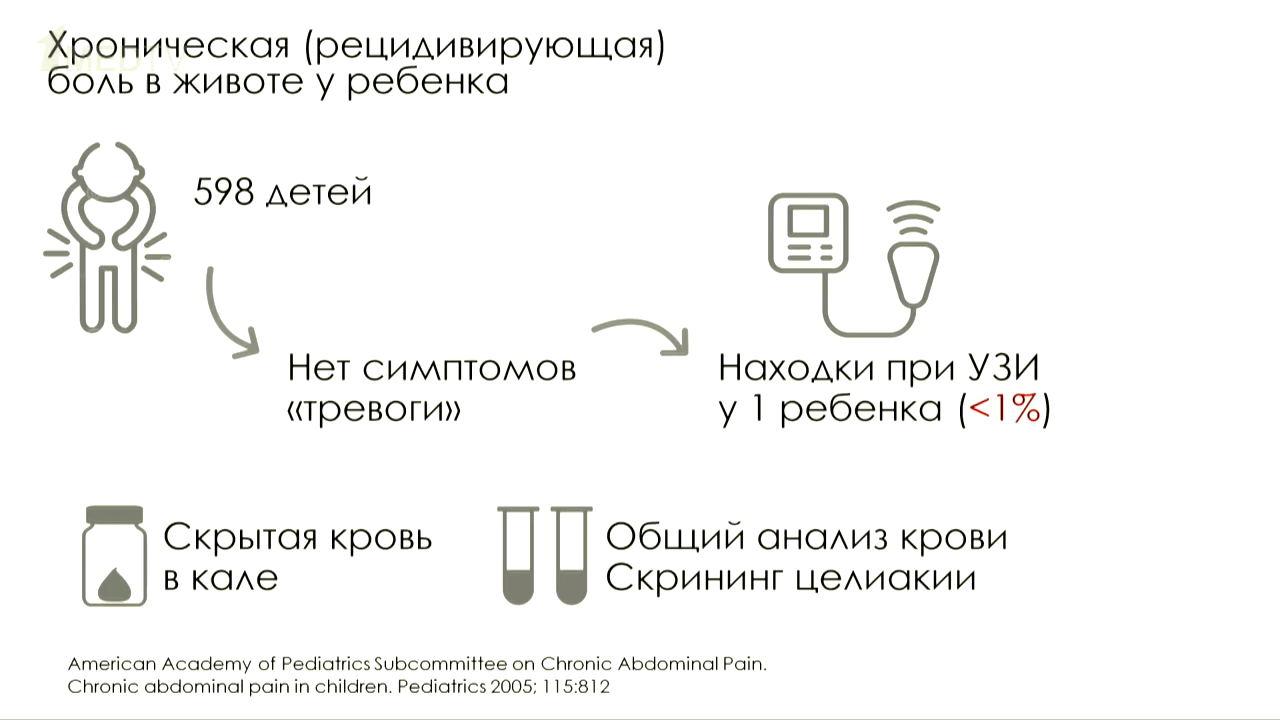 Хроническая (рецидивирующая)
боль в животе у ребенка
598 детей
Нет симптомов
«тревоги»
Находки при УЗИ
у 1 ребенка (<1%)
Скрытая кровь
в кале
Общий анализ крови
Скрининг целиакии
American Academy of Pediatrics Subcommittee on Chronic Abdominal Pain.
Chronic abdominal pain in children. Pediatrics 2005; 115:812